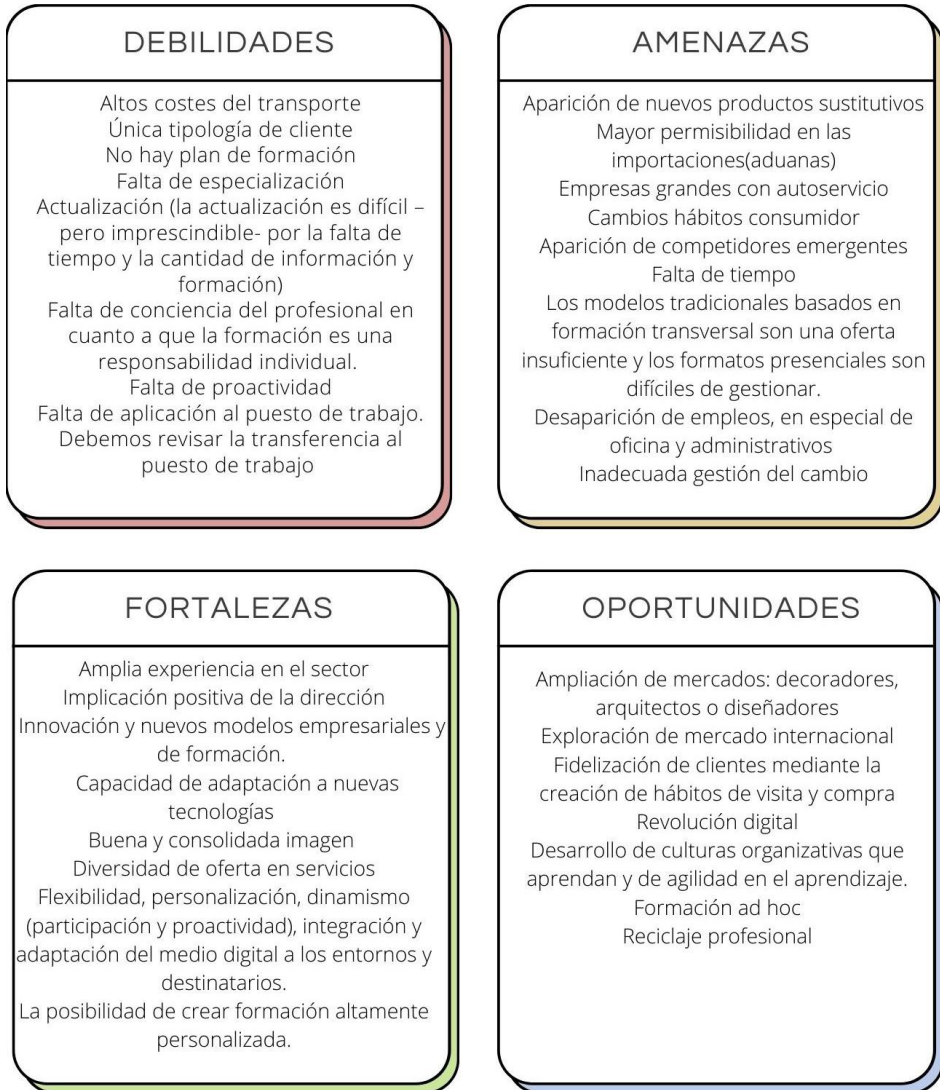 DEBILIDADES
Altos costes del transporte
Única tipología de cliente
No hay plan de formación
Falta de especialización
Actualización (la actualización es difícil –
pero imprescindible- por la falta de
tiempo y la cantidad de información y
formación)
Falta de conciencia del profesional en
cuanto a que la formación es una
responsabilidad individual.
Falta de proactividad
Falta de aplicación al puesto de trabajo.
Debemos revisar la transferencia al
puesto de trabajo
AMENAZAS
Aparición de nuevos productos sustitutivos
Mayor permisibilidad en las
importaciones(aduanas)
Empresas grandes con autoservicio
Cambios hábitos consumidor
Aparición de competidores emergentes
Falta de tiempo
Los modelos tradicionales basados en
formación transversal son una oferta
insuficiente y los formatos presenciales son
difíciles de gestionar.
Desaparición de empleos, en especial de
oficina y administrativos
Inadecuada gestión del cambio
FORTALEZAS
Amplia experiencia en el sector
Implicación positiva de la dirección
Innovación y nuevos modelos empresariales y
de formación.
Capacidad de adaptación a nuevas
tecnologías
Buena y consolidada imagen
Diversidad de oferta en servicios
Flexibilidad, personalización, dinamismo
(participación y proactividad), integración y
adaptación del medio digital a los entornos y
destinatarios.
La posibilidad de crear formación altamente
personalizada.
OPORTUNIDADES
Ampliación de mercados: decoradores,
arquitectos o diseñadores
Exploración de mercado internacional
Fidelización de clientes mediante la
creación de hábitos de visita y compra
Revolución digital
Desarrollo de culturas organizativas que
aprendan y de agilidad en el aprendizaje.
Formación ad hoc
Reciclaje profesional